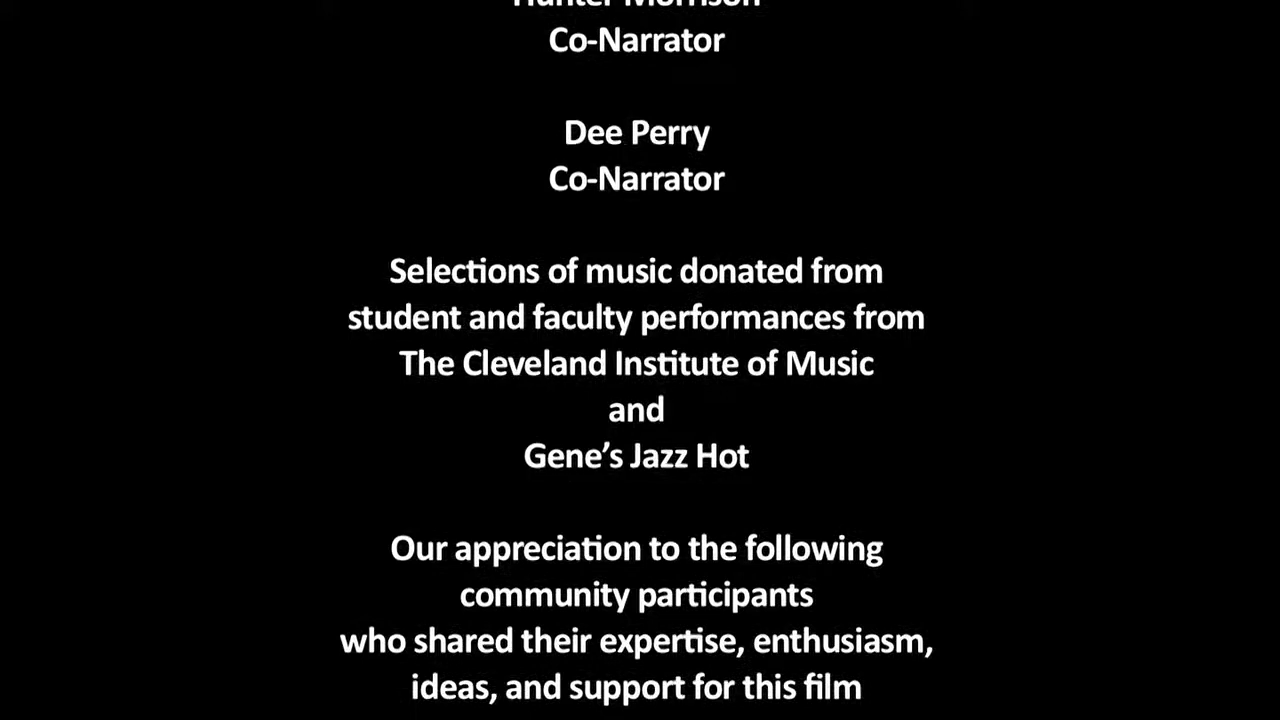 Hunter Morrison
Co-Narrator
Dee Perry
Co-Narrator
Selections of music donated from
student and faculty performances from
The Cleveland Institute of Music
and
Gene’s Jazz Hot
Our appreciation to the following
community participants
who shared their expertise, enthusiasm,
ideas, and support for this film